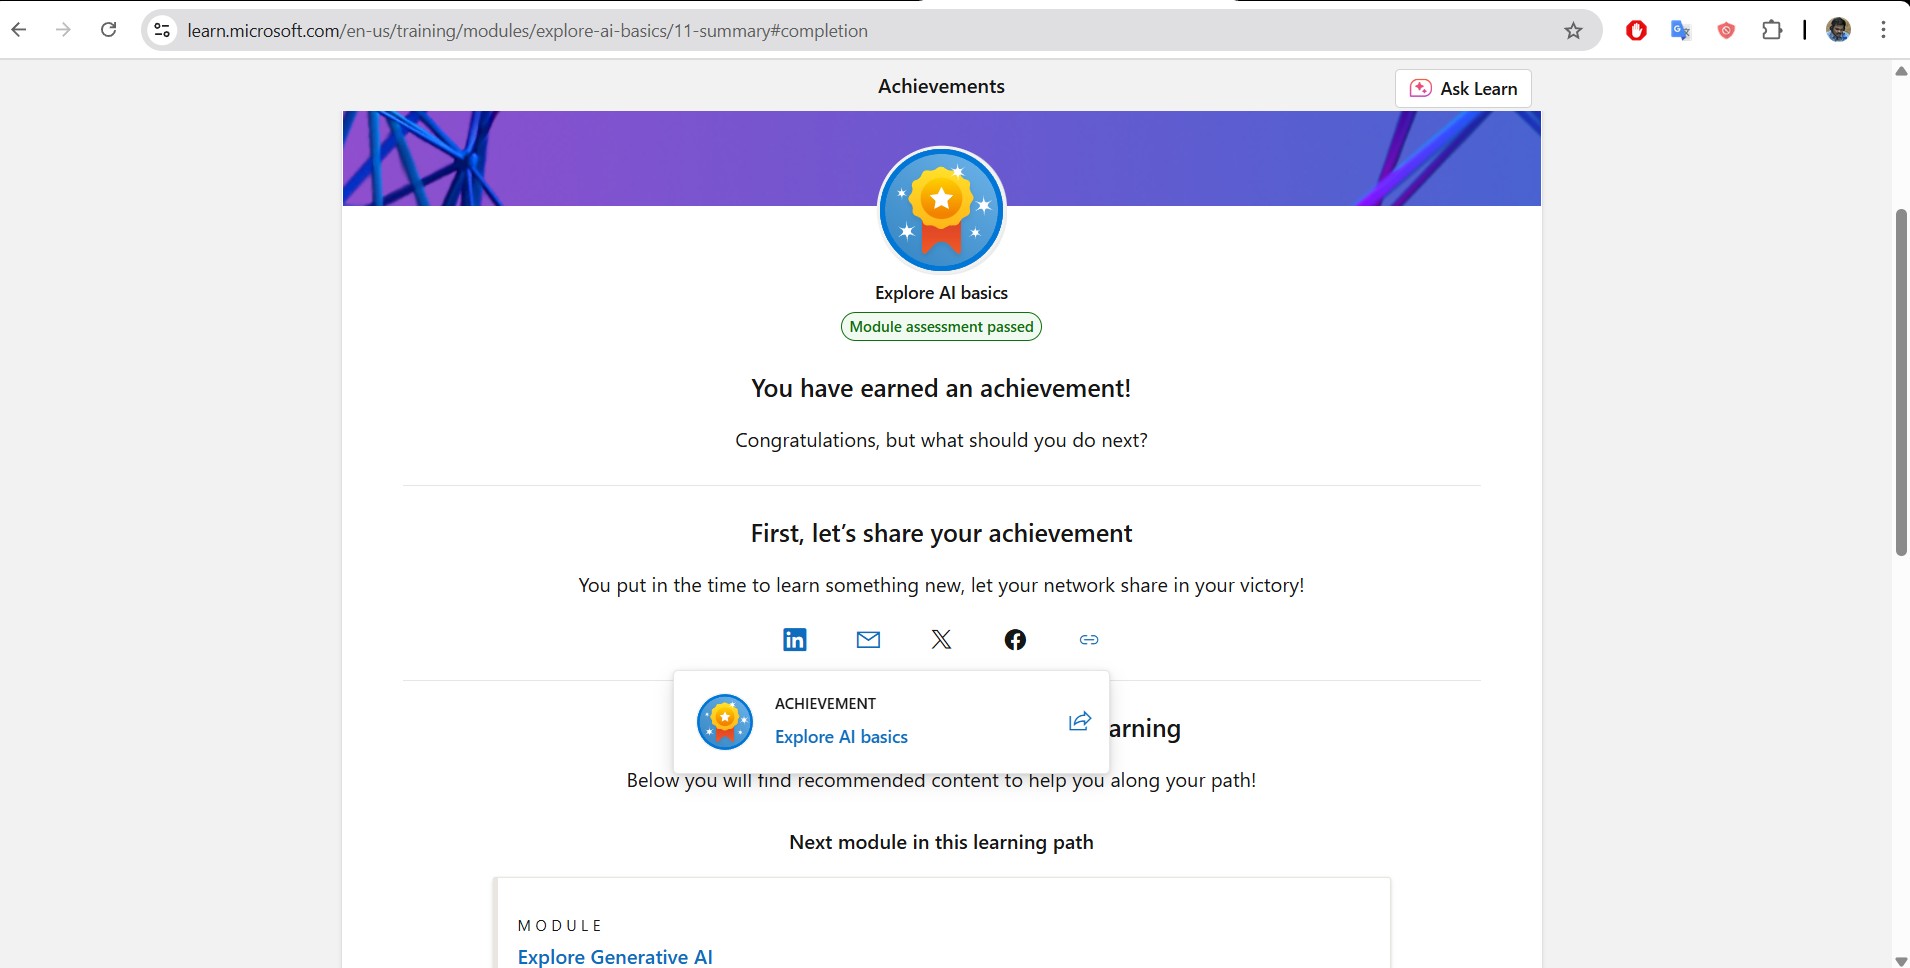 learn.microsoft.com/en-us/training/modules/explore-ai-basics/11-summary#completion
Achievements
Ask Learn
Explore AI basics
Module assessment passed
You have earned an achievement!
Congratulations, but what should you do next?
First, let’s share your achievement
You put in the time to learn something new, let your network share in your victory!
ACHIEVEMENT
Explore AI basics
arning
Below you will find recommended content to help you along your path!
Next module in this learning path
MODULE
Explore Generative AI